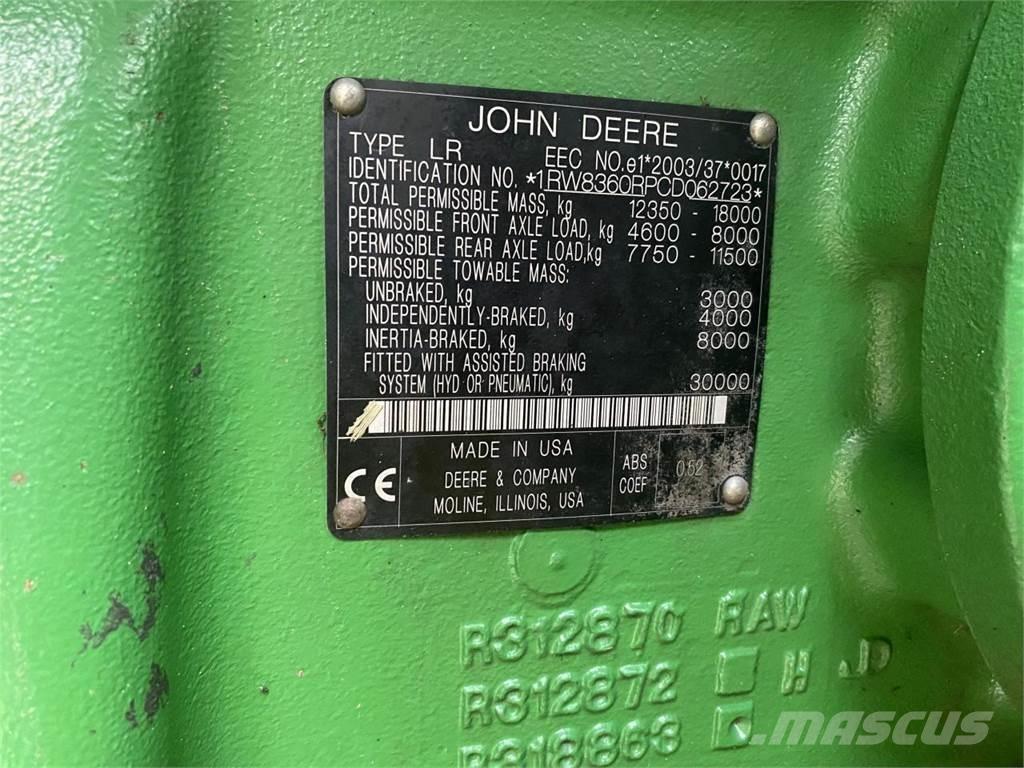 JOHN DEERE
TYPE LR EEC NO.e1*2003/37*0017
IDENTIFICATION NO. *1RW8360RPCD062723*
TOTAL PERMISSIBLE MASS, kg 12350 - 18000
PERMISSIBLE FRONT AXLE LOAD, kg 4600 - 8000
PERMISSIBLE REAR AXLE LOAD,kg 7750 - 11500
PERMISSIBLE TOWABLE MASS:
UNBRAKED, kg 3000
INDEPENDENTLY-BRAKED, kg 4000
INERTIA-BRAKED, kg 8000
FITTED WITH ASSISTED BRAKING
SYSTEM (HYD OR PNEUMATIC), kg 30000
MADE IN USA
CE
DEERE & COMPANY
MOLINE, ILLINOIS, USA
ABS
COEF
R312870 RAW
R312872 H JD
R318863
MASCUS